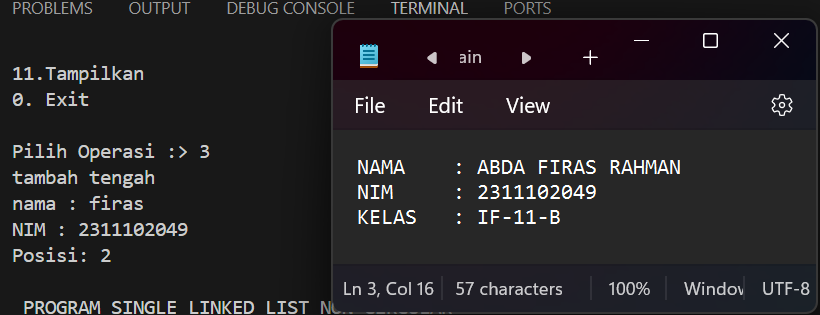 PROBLEMS OUTPUT DEBUG CONSOLE TERMINAL PORTS
11.Tampilkan
0. Exit
Pilih Operasi :> 3
tambah tengah
nama : firas
NIM : 2311102049
Posisi: 2
PROGRAM SINGLE LINKED LIST NON
ain
File Edit View
NAMA : ABDA FIRAS RAHMAN
NIM : 2311102049
KELAS : IF-11-B
Ln 3, Col 16 57 characters 100% Window UTF-8